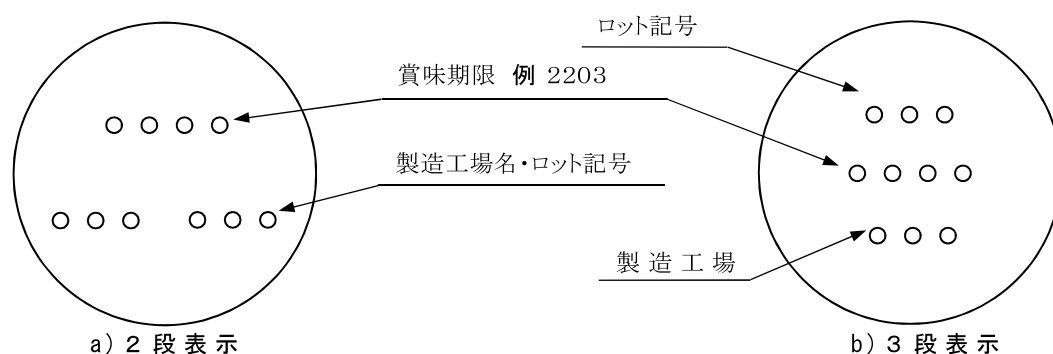 ロット記号
賞味期限 例 2203
製造工場名・ロット記号
製造工場
a) 2 段表示
b) 3 段表示